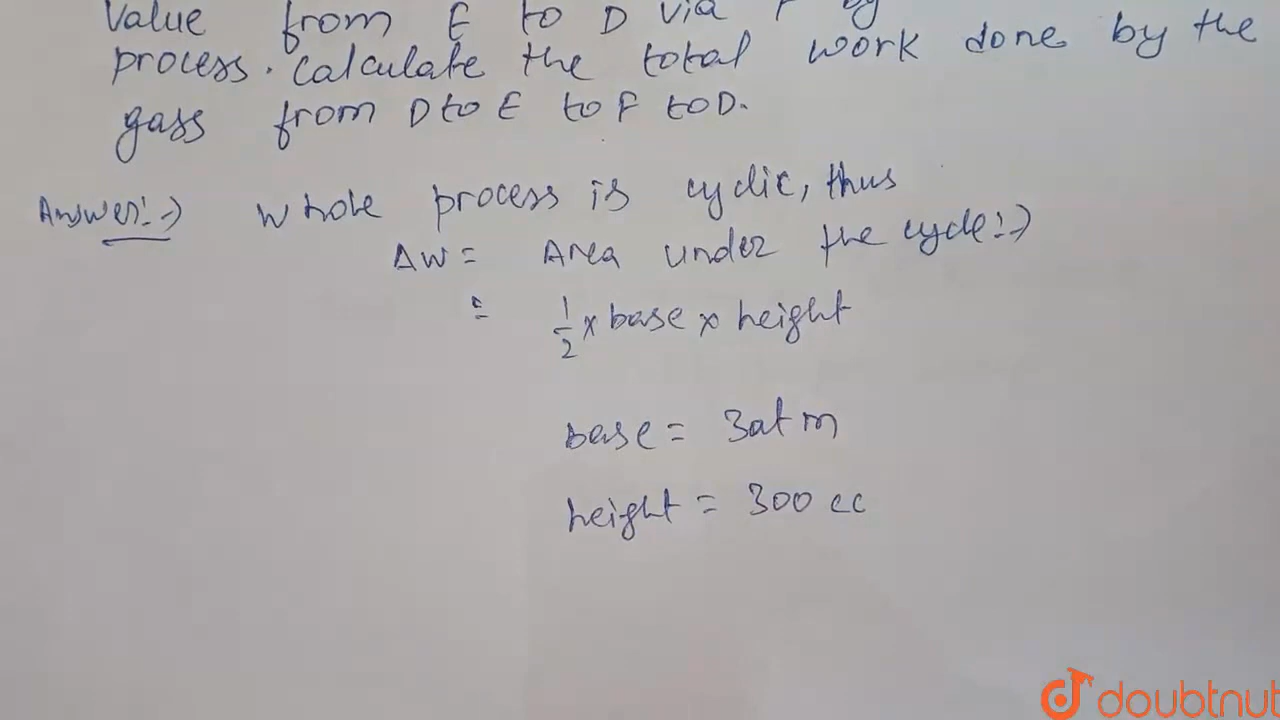 Value from E to D via F by
process. Calculate the total work done by the
gass from D to E to F to D.
Answer:-) Whole process is cyclic, thus
ΔW = Area under the cycle:-)
= 1/2 x base x height
base = 3atm
height = 300 cc
doubtnut